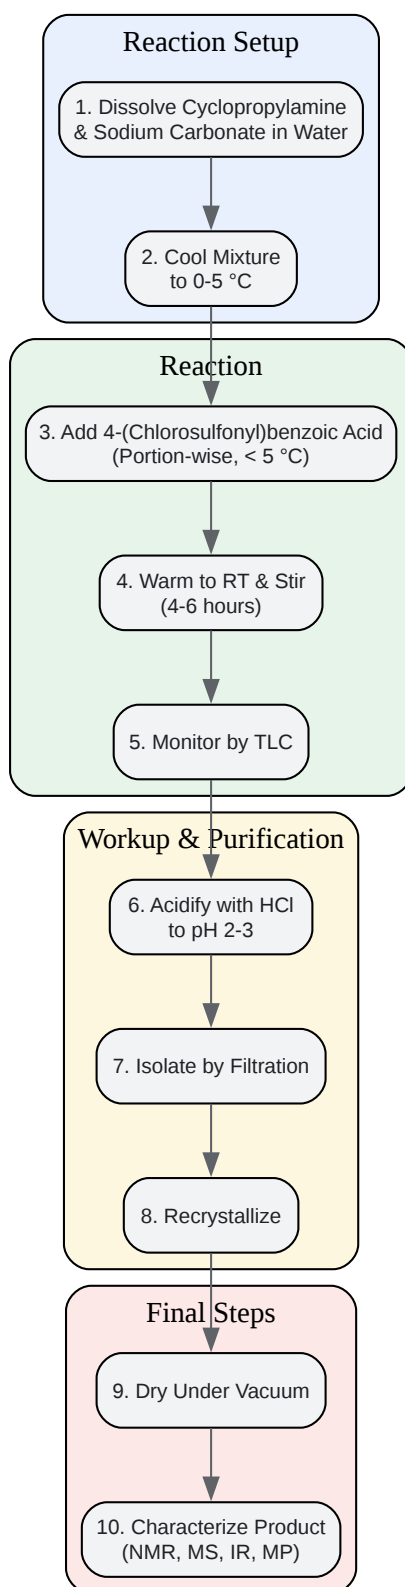 Reaction Setup
1. Dissolve Cyclopropylamine
& Sodium Carbonate in Water
2. Cool Mixture
to 0-5 °C
Reaction
3. Add 4-(Chlorosulfonyl)benzoic Acid
(Portion-wise, < 5 °C)
4. Warm to RT & Stir
(4-6 hours)
5. Monitor by TLC
Workup & Purification
6. Acidify with HCl
to pH 2-3
7. Isolate by Filtration
8. Recrystallize
Final Steps
9. Dry Under Vacuum
10. Characterize Product
(NMR, MS, IR, MP)